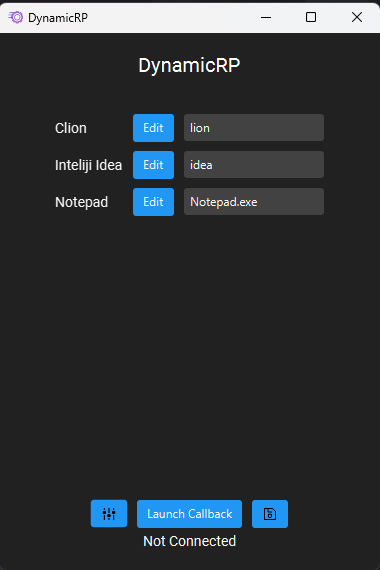 DynamicRP
DynamicRP
Clion Edit lion
Inteliji Idea Edit idea
Notepad Edit Notepad.exe
Launch Callback
Not Connected